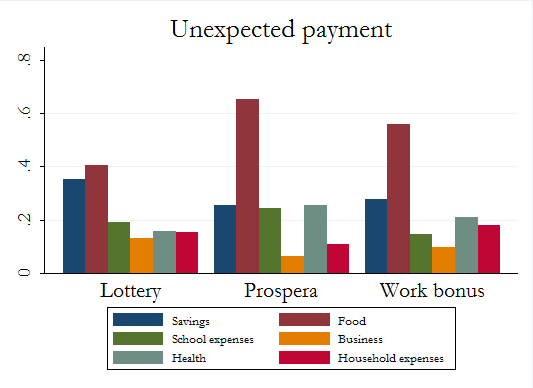 Unexpected payment
.8
.6
.4
.2
0
Lottery Prospera Work bonus
Savings Food
School expenses Business
Health Household expenses